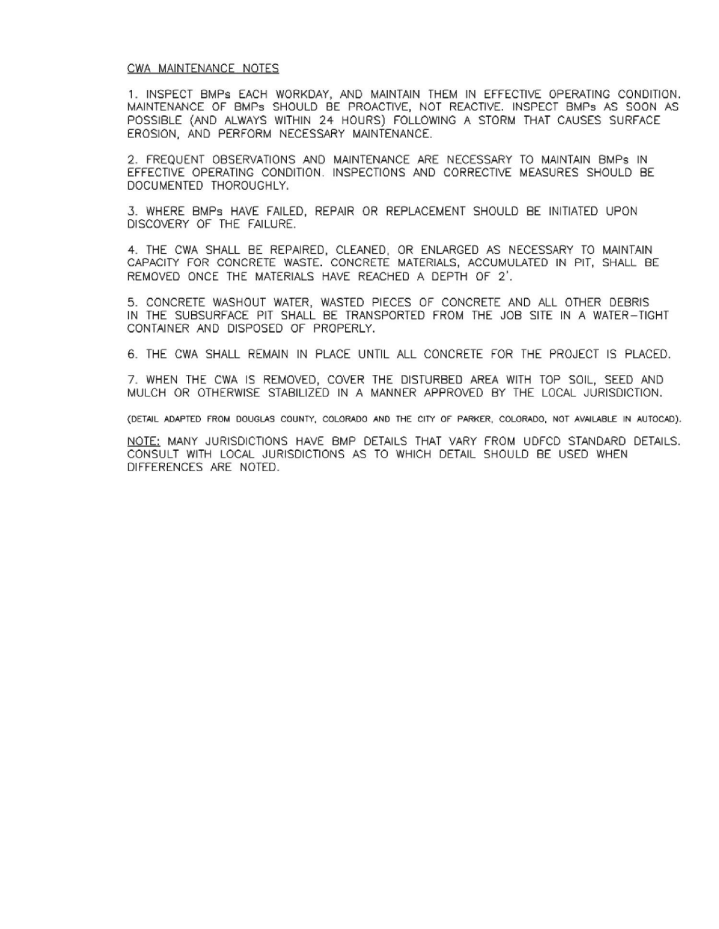 CWA MAINTENANCE NOTES
1. INSPECT BMPs EACH WORKDAY, AND MAINTAIN THEM IN EFFECTIVE OPERATING CONDITION.
MAINTENANCE OF BMPs SHOULD BE PROACTIVE, NOT REACTIVE. INSPECT BMPs AS SOON AS
POSSIBLE (AND ALWAYS WITHIN 24 HOURS) FOLLOWING A STORM THAT CAUSES SURFACE
EROSION, AND PERFORM NECESSARY MAINTENANCE.
2. FREQUENT OBSERVATIONS AND MAINTENANCE ARE NECESSARY TO MAINTAIN BMPs IN
EFFECTIVE OPERATING CONDITION. INSPECTIONS AND CORRECTIVE MEASURES SHOULD BE
DOCUMENTED THOROUGHLY.
3. WHERE BMPs HAVE FAILED, REPAIR OR REPLACEMENT SHOULD BE INITIATED UPON
DISCOVERY OF THE FAILURE.
4. THE CWA SHALL BE REPAIRED, CLEANED, OR ENLARGED AS NECESSARY TO MAINTAIN
CAPACITY FOR CONCRETE WASTE. CONCRETE MATERIALS, ACCUMULATED IN PIT, SHALL BE
REMOVED ONCE THE MATERIALS HAVE REACHED A DEPTH OF 2'.
5. CONCRETE WASHOUT WATER, WASTED PIECES OF CONCRETE AND ALL OTHER DEBRIS
IN THE SUBSURFACE PIT SHALL BE TRANSPORTED FROM THE JOB SITE IN A WATER-TIGHT
CONTAINER AND DISPOSED OF PROPERLY.
6. THE CWA SHALL REMAIN IN PLACE UNTIL ALL CONCRETE FOR THE PROJECT IS PLACED.
7. WHEN THE CWA IS REMOVED, COVER THE DISTURBED AREA WITH TOP SOIL, SEED AND
MULCH OR OTHERWISE STABILIZED IN A MANNER APPROVED BY THE LOCAL JURISDICTION.
(DETAIL ADAPTED FROM DOUGLAS COUNTY, COLORADO AND THE CITY OF PARKER, COLORADO, NOT AVAILABLE IN AUTOCAD).
NOTE: MANY JURISDICTIONS HAVE BMP DETAILS THAT VARY FROM UDFCD STANDARD DETAILS.
CONSULT WITH LOCAL JURISDICTIONS AS TO WHICH DETAIL SHOULD BE USED WHEN
DIFFERENCES ARE NOTED.